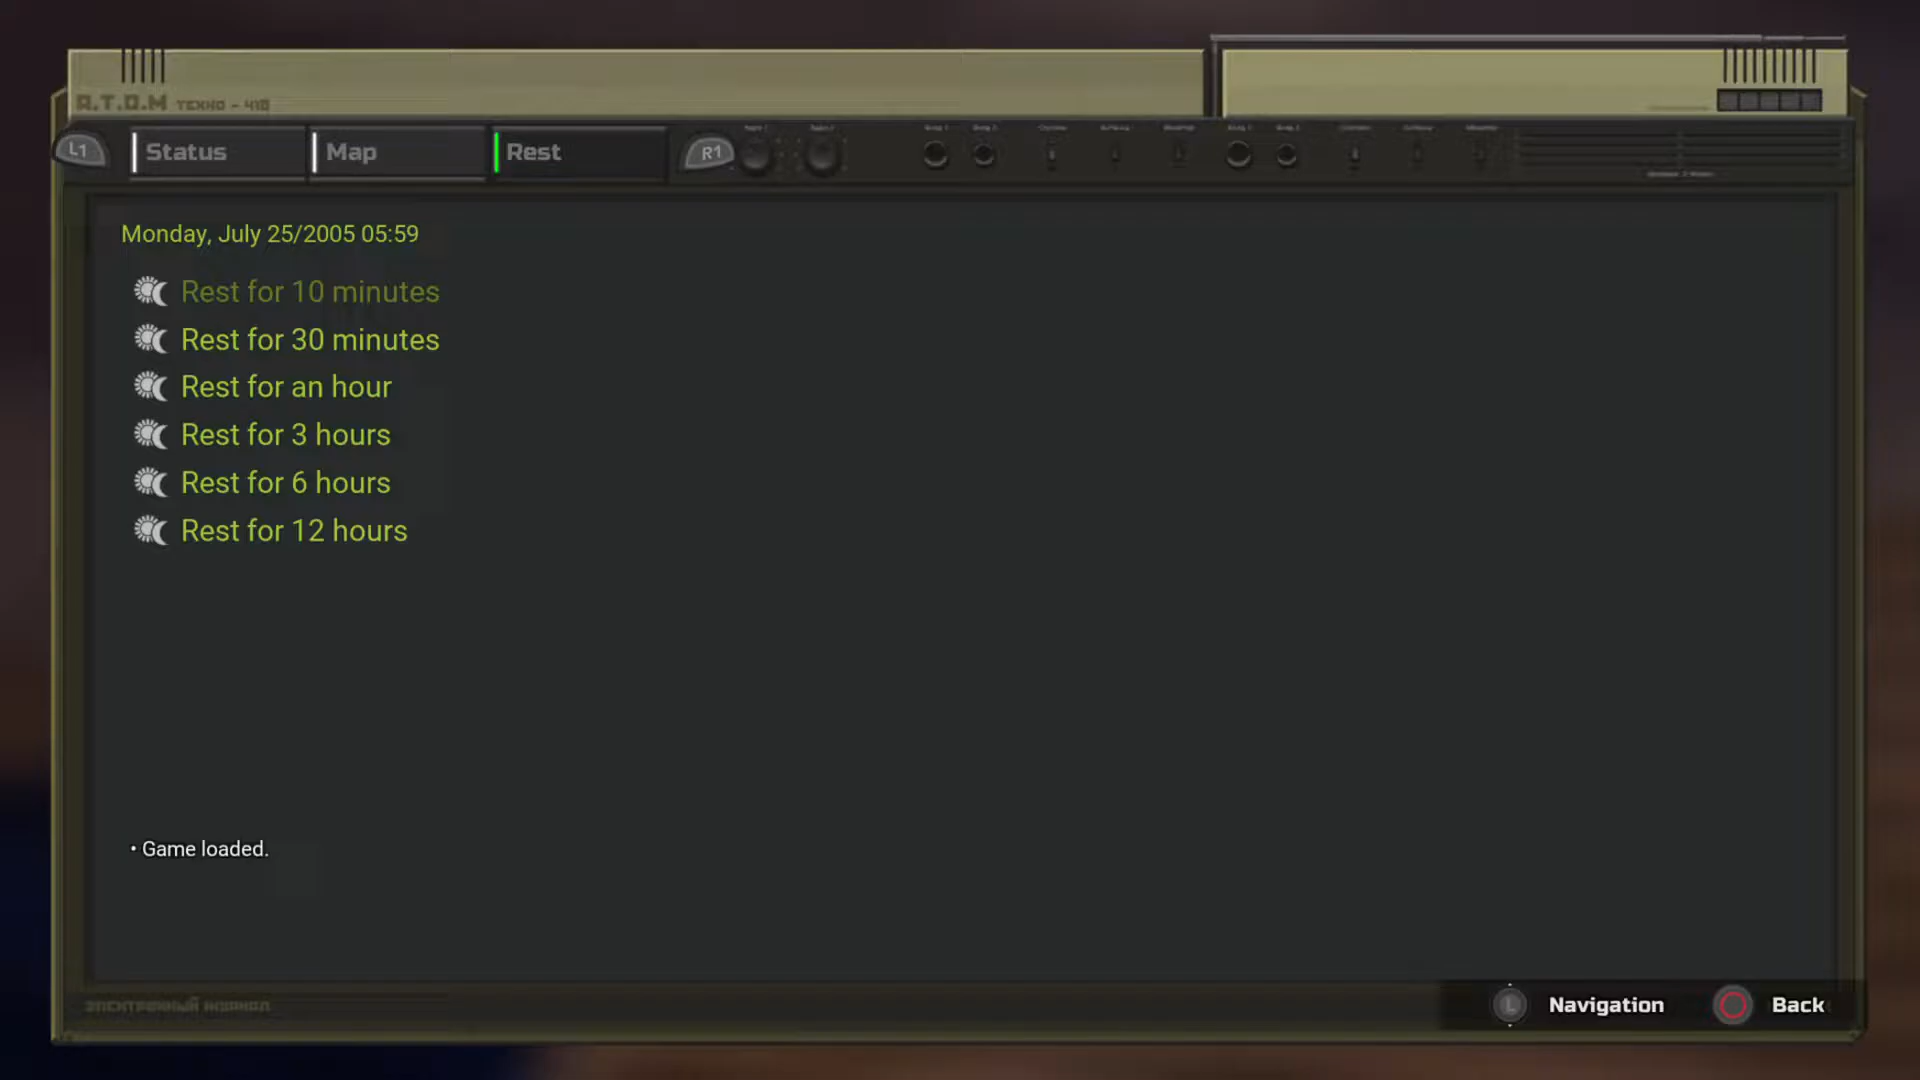 A.T.O.M ТЕХНО - 410
L1
Status
Map
Rest
R1
Monday, July 25/2005 05:59
Rest for 10 minutes
Rest for 30 minutes
Rest for an hour
Rest for 3 hours
Rest for 6 hours
Rest for 12 hours
• Game loaded.
L Navigation Back